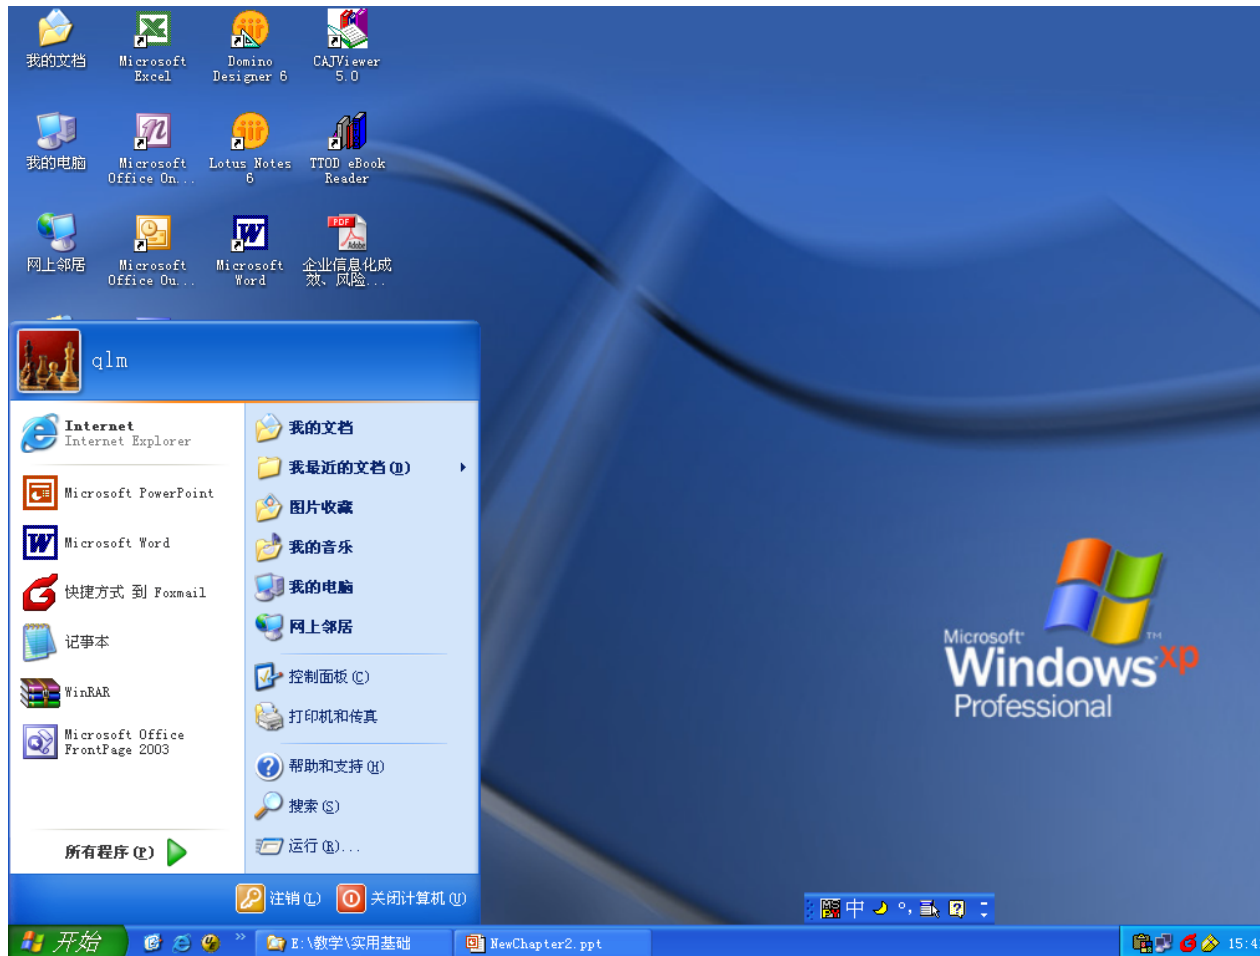 我的文档
Microsoft
Excel
Domino
Designer 6
CAJViewer
5.0
我的电脑
Microsoft
Office On...
Lotus Notes
6
TTOD eBook
Reader
网上邻居
Microsoft
Office Ou...
Microsoft
Word
PDF
Adobe
企业信息化成
效、风险...
qlm
Internet
Internet Explorer
Microsoft PowerPoint
Microsoft Word
快捷方式 到 Foxmail
记事本
WinRAR
Microsoft Office
FrontPage 2003
所有程序(P)
我的文档
我最近的文档(D)
图片收藏
我的音乐
我的电脑
网上邻居
控制面板(C)
打印机和传真
帮助和支持(H)
搜索(S)
运行(R)...
注销(L)
关闭计算机(U)
Microsoft
Windows xp
TM
Professional
中
开始
E:\教学\实用基础
NewChapter2.ppt
15:4